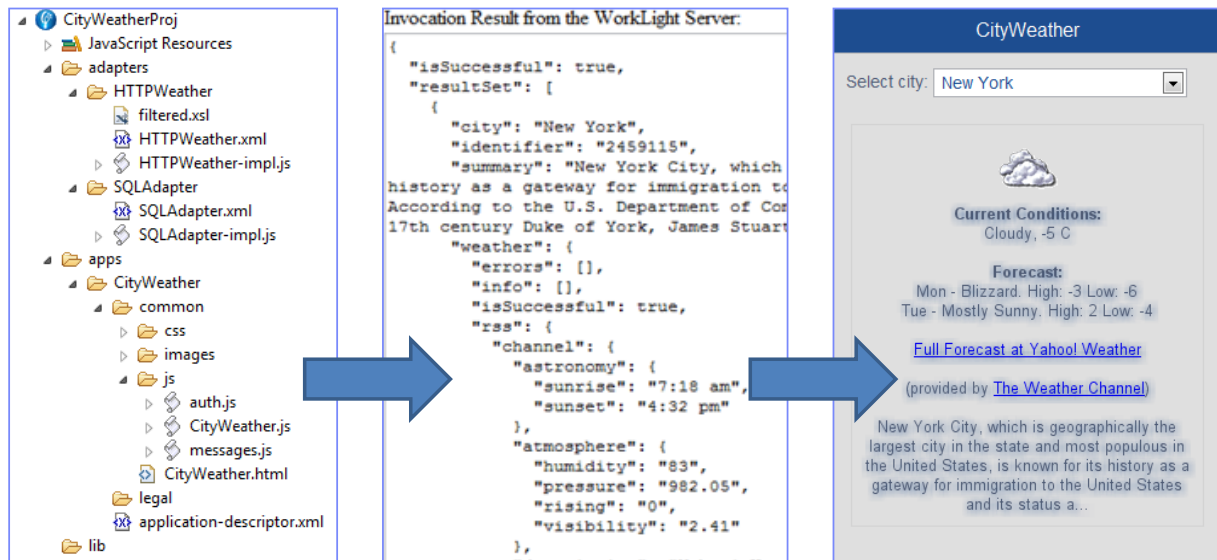 CityWeatherProj
JavaScript Resources
adapters
HTTPWeather
filtered.xsl
HTTPWeather.xml
HTTPWeather-impl.js
SQLAdapter
SQLAdapter.xml
SQLAdapter-impl.js
apps
CityWeather
common
css
images
js
auth.js
CityWeather.js
messages.js
CityWeather.html
legal
application-descriptor.xml
lib
Invocation Result from the WorkLight Server:
{
"isSuccessful": true,
"resultSet": [
{
"city": "New York",
"identifier": "2459115",
"summary": "New York City, which
history as a gateway for immigration to
According to the U.S. Department of
17th century Duke of York, James Stuart
"weather": {
"errors": [],
"info": [],
"isSuccessful": true,
"rss": {
"channel": {
"astronomy": {
"sunrise": "7:18 am",
"sunset": "4:32 pm"
},
"atmosphere": {
"humidity": "83",
"pressure": "982.05",
"rising": "0",
"visibility": "2.41"
},
CityWeather
Select city: New York
Current Conditions:
Cloudy, -5 C
Forecast:
Mon - Blizzard. High: -3 Low: -6
Tue - Mostly Sunny. High: 2 Low: -4
Full Forecast at Yahoo! Weather
(provided by The Weather Channel)
New York City, which is geographically the
largest city in the state and most populous in
the United States, is known for its history as a
gateway for immigration to the United States
and its status a...